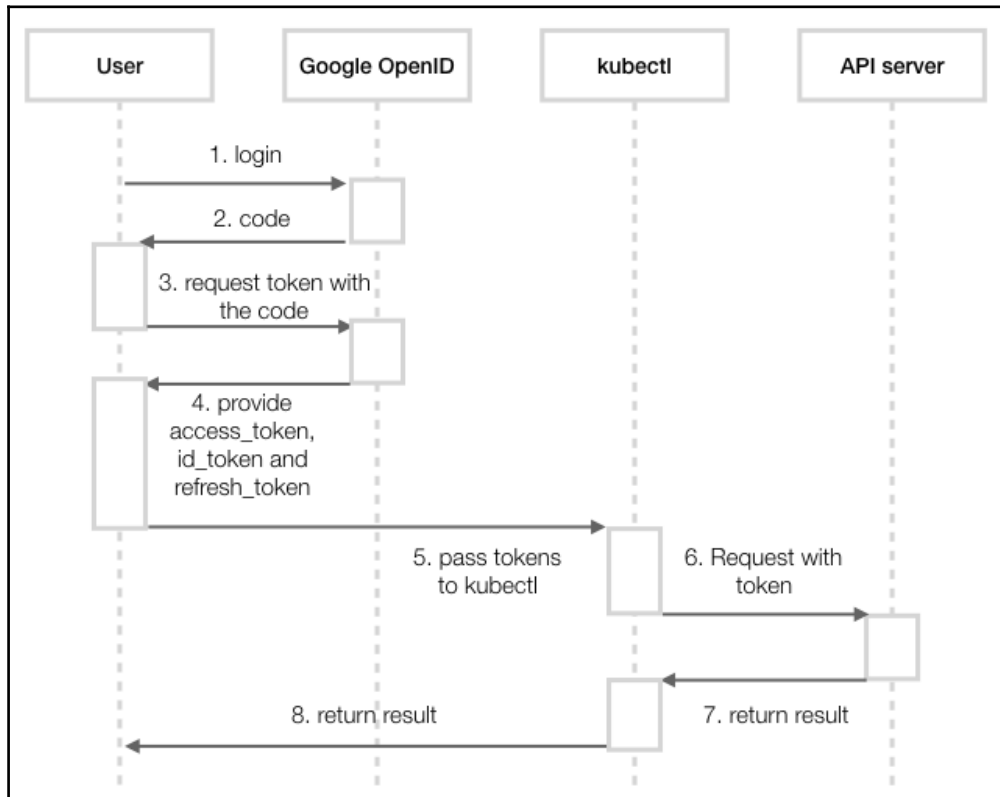 User
Google OpenID
kubectl
API server
1. login
2. code
3. request token with
the code
4. provide
access_token,
id_token and
refresh_token
5. pass tokens
to kubectl
6. Request with
token
7. return result
8. return result